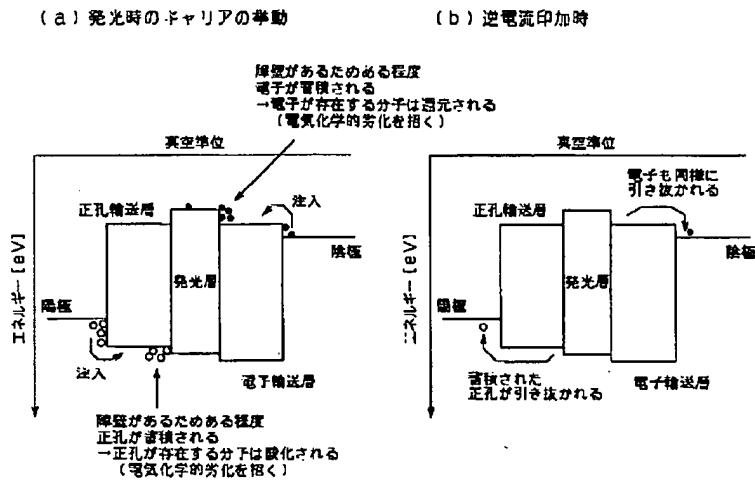 (a) 発光時のキャリアの挙動
(b) 逆電流印加時
障壁があるためある程度
電子が蓄積される
→電子が存在する分子は還元される
(電気化学的劣化を招く)
真空準位
正孔輸送層
注入
陰極
発光層
エネルギー [eV]
陽極
注入
電子輸送層
障壁があるためある程度
正孔が蓄積される
→正孔が存在する分子は酸化される
(電気化学的劣化を招く)
真空準位
電子も同様に
引き抜かれる
正孔輸送層
陰極
発光層
エネルギー [eV]
陽極
蓄積された
正孔が引き抜かれる
電子輸送層